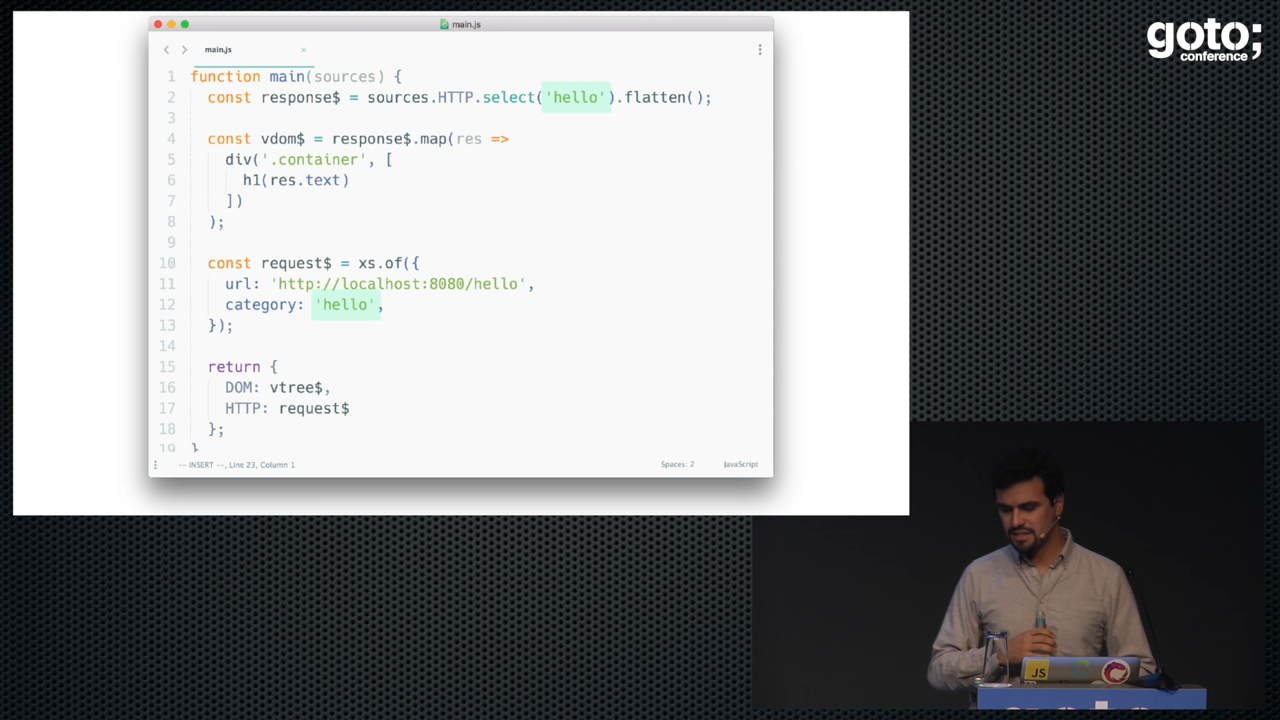 main.js
main.js
1 function main(sources) {
2 const response$ = sources.HTTP.select('hello').flatten();
3
4 const vdom$ = response$.map(res =>
5 div('.container', [
6 h1(res.text)
7 ])
8 );
9
10 const request$ = xs.of({
11 url: 'http://localhost:8080/hello',
12 category: 'hello',
13 });
14
15 return {
16 DOM: vtree$,
17 HTTP: request$
18 };
19 }
-- INSERT --, Line 23, Column 1
Spaces: 2
JavaScript
goto;
conference
JS